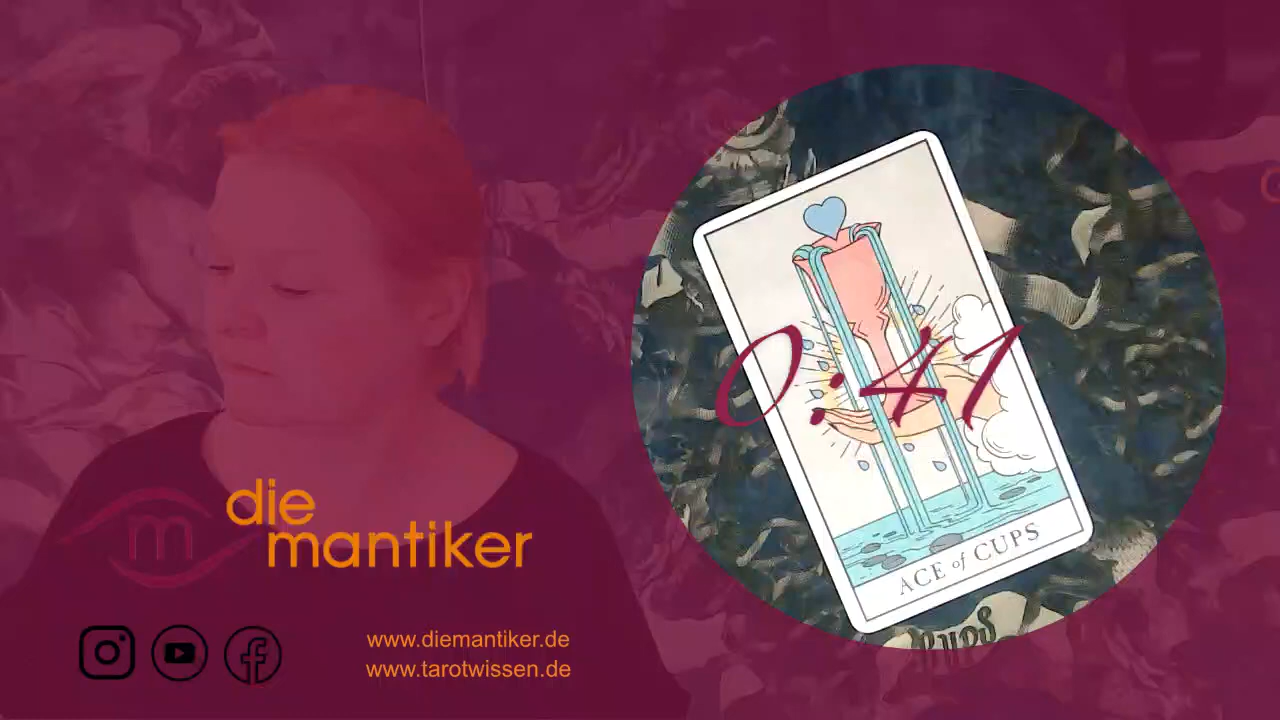 die
mantiker
m
www.diemantiker.de
www.tarotwissen.de
0:41
ACE of CUPS